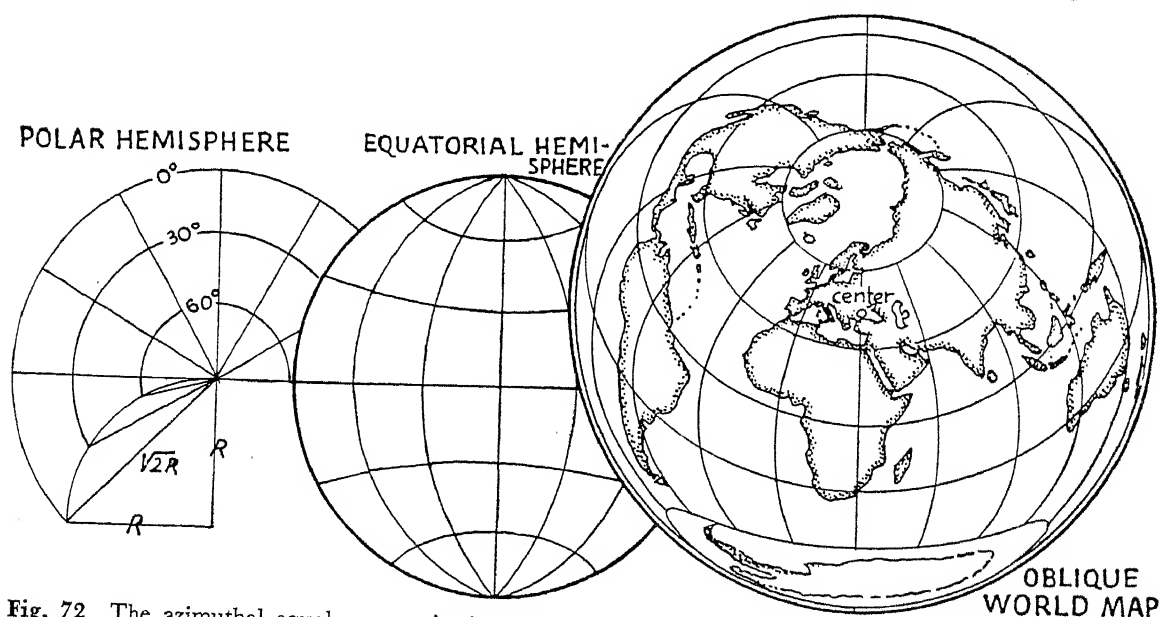 POLAR HEMISPHERE
EQUATORIAL HEMI-
SPHERE
0°
30°
60°
√2R
R
R
center
OBLIQUE
WORLD MAP
Fig. 72 The azimuthal equal-